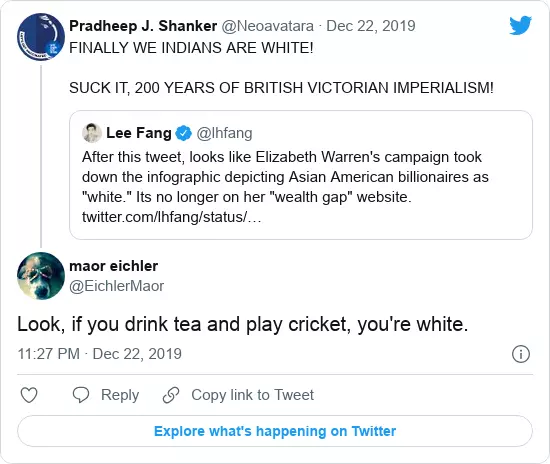 Pradheep J. Shanker @Neoavatara · Dec 22, 2019
FINALLY WE INDIANS ARE WHITE!
SUCK IT, 200 YEARS OF BRITISH VICTORIAN IMPERIALISM!
Lee Fang @lhfang
After this tweet, looks like Elizabeth Warren's campaign took
down the infographic depicting Asian American billionaires as
"white." Its no longer on her "wealth gap" website.
twitter.com/lhfang/status/…
maor eichler
@EichlerMaor
Look, if you drink tea and play cricket, you're white.
11:27 PM · Dec 22, 2019
Reply Copy link to Tweet
Explore what's happening on Twitter